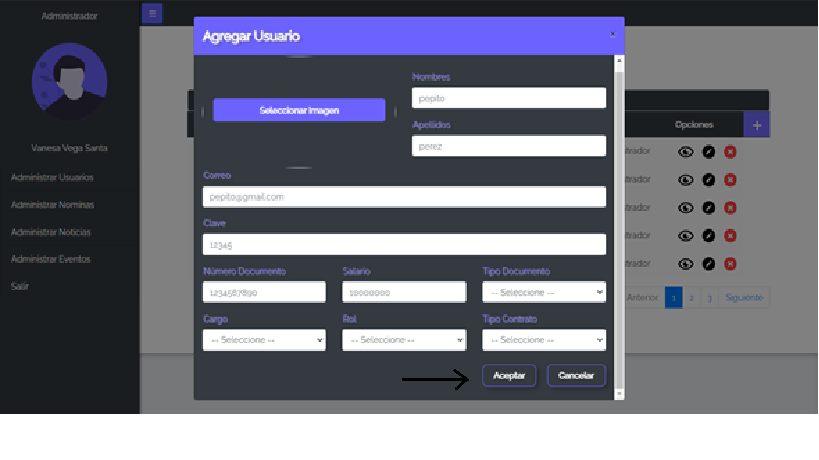 Administrador
☰
Agregar Usuario
×
Nombres
pepito
Seleccionar Imagen
Apellidos
perez
Opciones
+
Vanesa Vega Santa
Correo
pepito@gmail.com
Administrar Usuarios
Administrar Nominas
Administrar Noticias
Administrar Eventos
Salir
Clave
12345
Número Documento
Salario
Tipo Documento
1234567890
10000000
-- Seleccione --
Cargo
Rol
Tipo Contrato
-- Seleccione --
-- Seleccione --
-- Seleccione --
Aceptar
Cancelar
trador
trador
trador
trador
Anterior 1 2 3 Siguiente